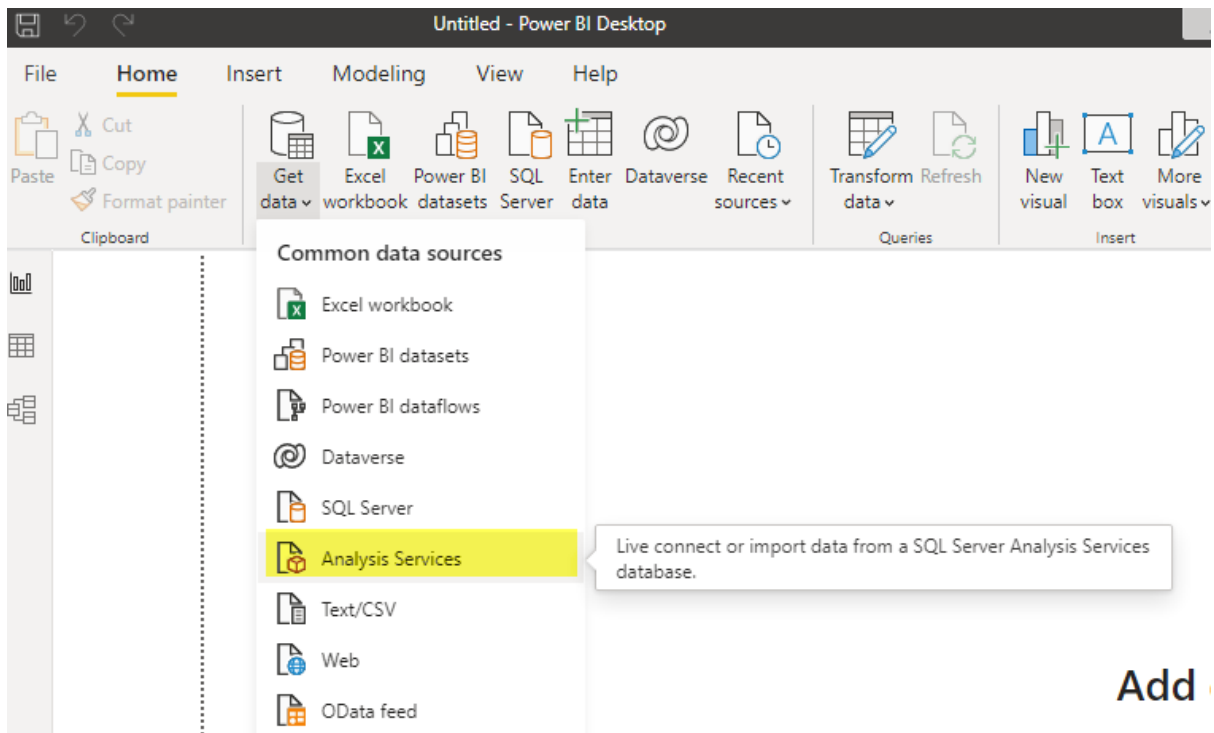 Untitled - Power BI Desktop
File Home Insert Modeling View Help
Paste
Cut
Copy
Format painter
Clipboard
Get data
Excel workbook
Power BI datasets
SQL Server
Enter data
Dataverse
Recent sources
Transform data
Refresh
Queries
New visual
Text box
More visuals
Insert
Common data sources
Excel workbook
Power BI datasets
Power BI dataflows
Dataverse
SQL Server
Analysis Services
Live connect or import data from a SQL Server Analysis Services
database.
Text/CSV
Web
OData feed
Add